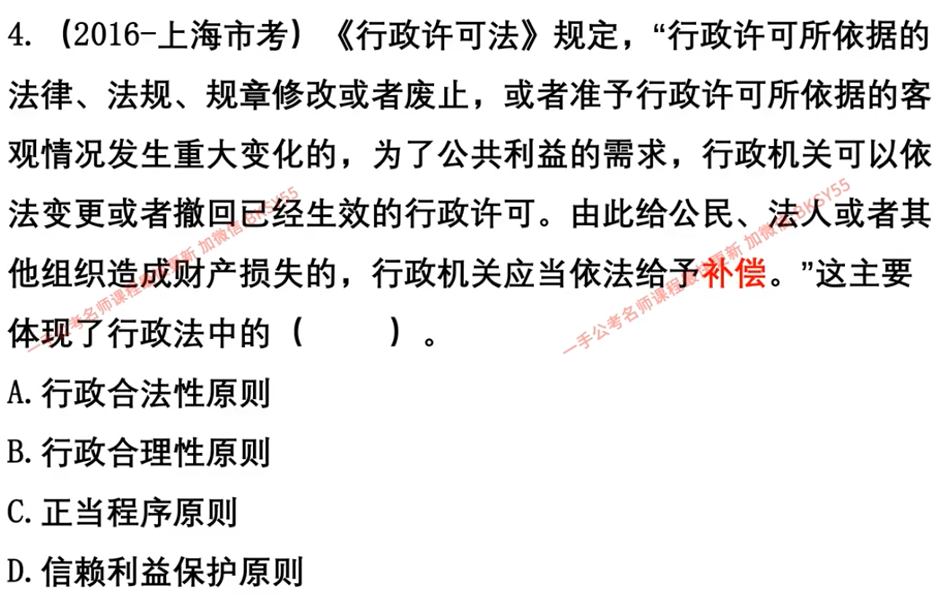 4.（2016-上海市考）《行政许可法》规定，“行政许可所依据的
法律、法规、规章修改或者废止，或者准予行政许可所依据的客
观情况发生重大变化的，为了公共利益的需求，行政机关可以依
法变更或者撤回已经生效的行政许可。由此给公民、法人或者其
他组织造成财产损失的，行政机关应当依法给予补偿。”这主要
体现了行政法中的（　　）。
A.行政合法性原则
B.行政合理性原则
C.正当程序原则
D.信赖利益保护原则
一手公考名师课程 更新 加微信 BKSY55
一手公考名师课程 更新 加微信 BKSY55